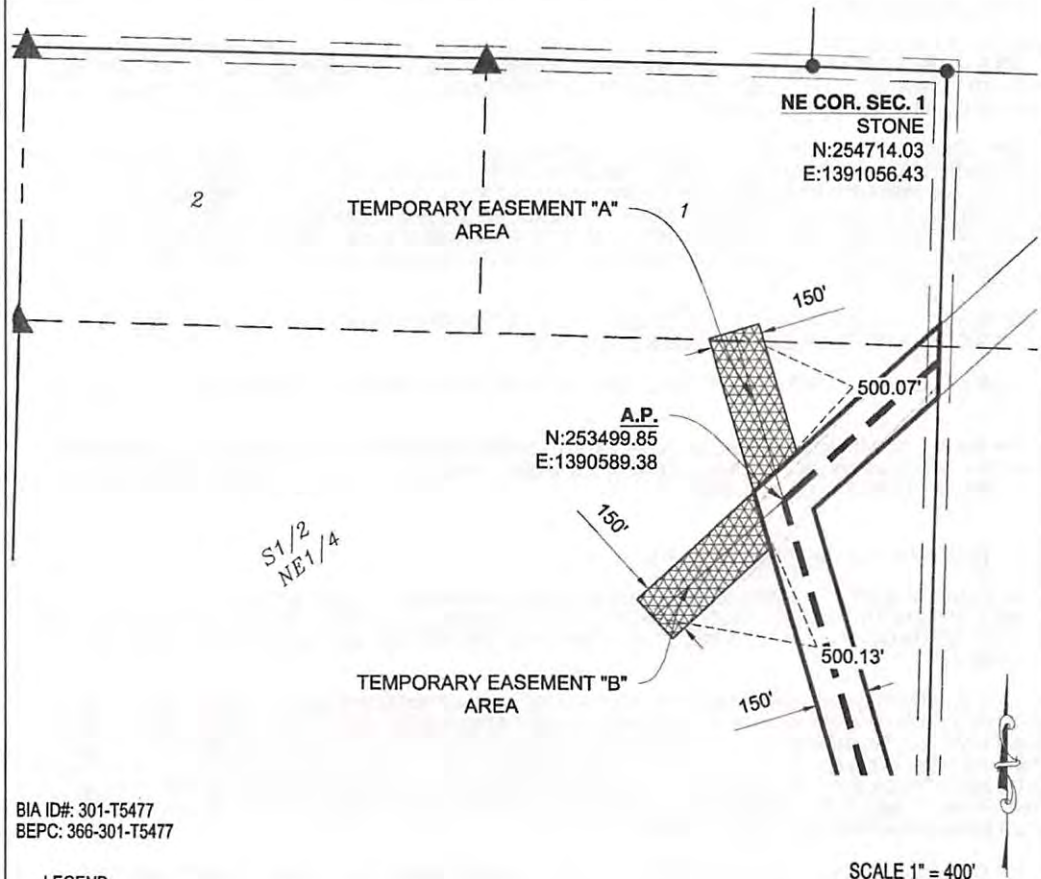 NE COR. SEC. 1
STONE
N:254714.03
E:1391056.43
2
TEMPORARY EASEMENT "A"
AREA
1
150'
500.07'
A.P.
N:253499.85
E:1390589.38
150'
S1/2
NE1/4
500.13'
TEMPORARY EASEMENT "B"
AREA
150'
BIA ID#: 301-T5477
BEPC: 366-301-T5477
SCALE 1" = 400'
LEGEND